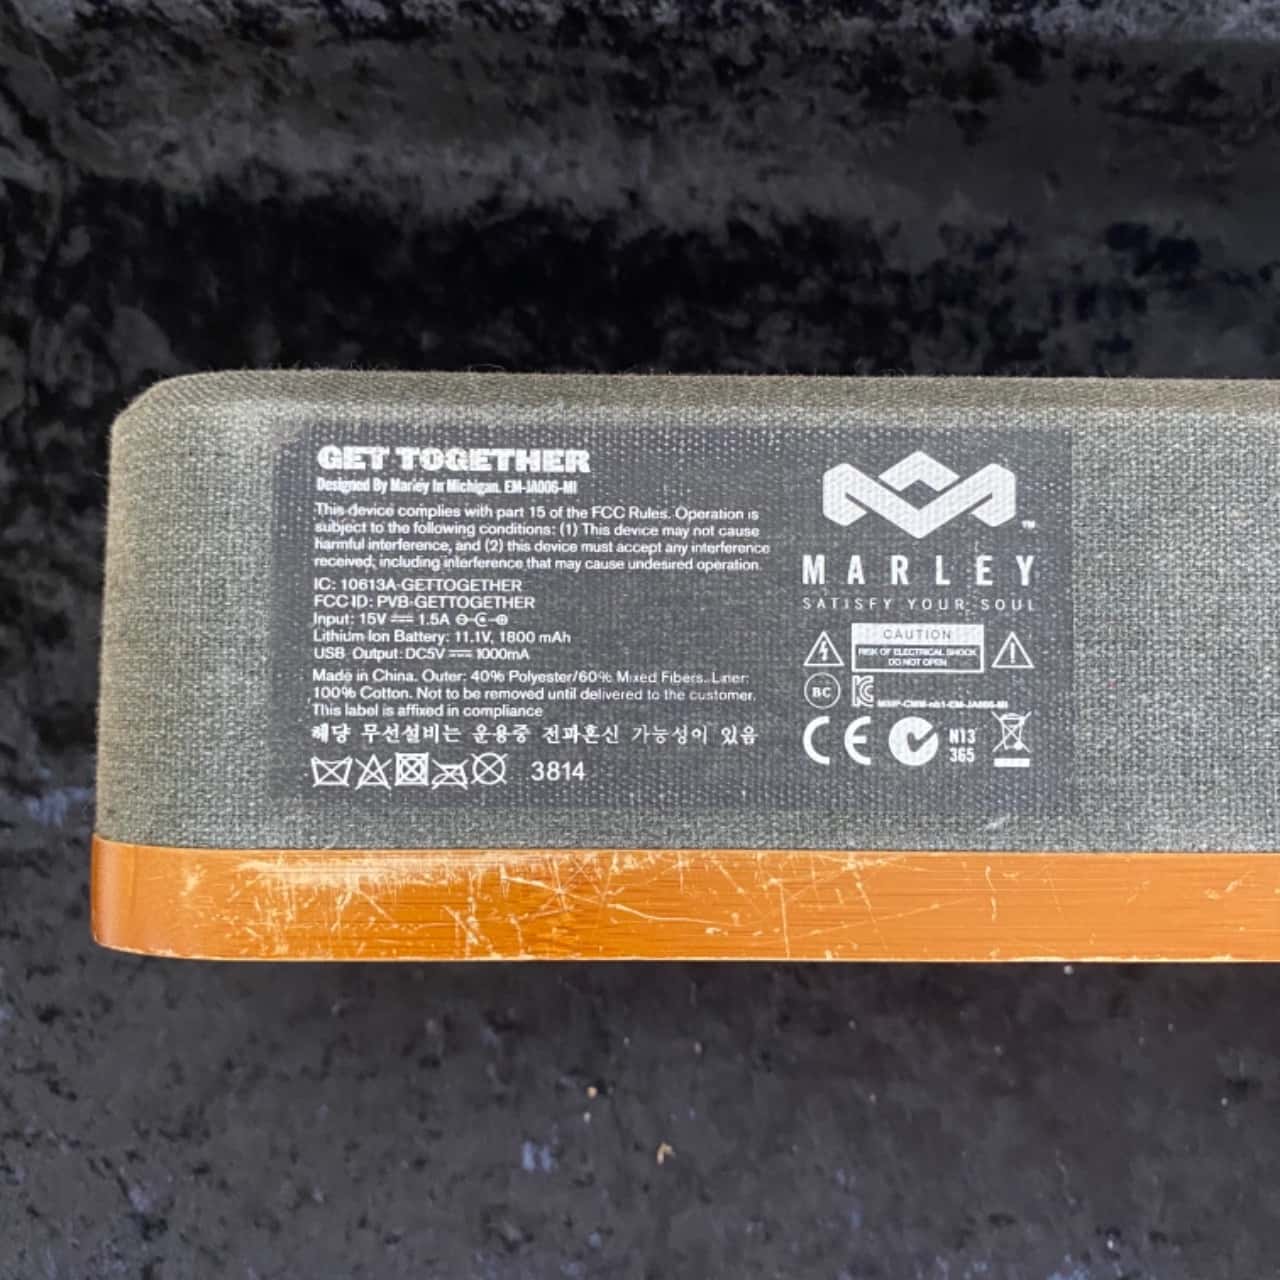 GET TOGETHER
Designed By Marley In Michigan. EM-JA006-MI
This device complies with part 15 of the FCC Rules. Operation is
subject to the following conditions: (1) This device may not cause
harmful interference, and (2) this device must accept any interference
received, including interference that may cause undesired operation.
IC: 10613A-GETTOGETHER
FCC ID: PVB-GETTOGETHER
Input: 15V 1.5A
Lithium Ion Battery: 11.1V, 1800 mAh
USB Output: DC5V 1000mA
Made in China. Outer: 40% Polyester/60% Mixed Fibers. Liner:
100% Cotton. Not to be removed until delivered to the customer.
This label is affixed in compliance
해당 무선설비는 운용중 전파혼신 가능성이 있음
3814
TM
MARLEY
SATISFY YOUR SOUL
CAUTION
RISK OF ELECTRICAL SHOCK
DO NOT OPEN
BC
MSIP-CMM-nb1-EM-JA006-MI
CE
N13
365